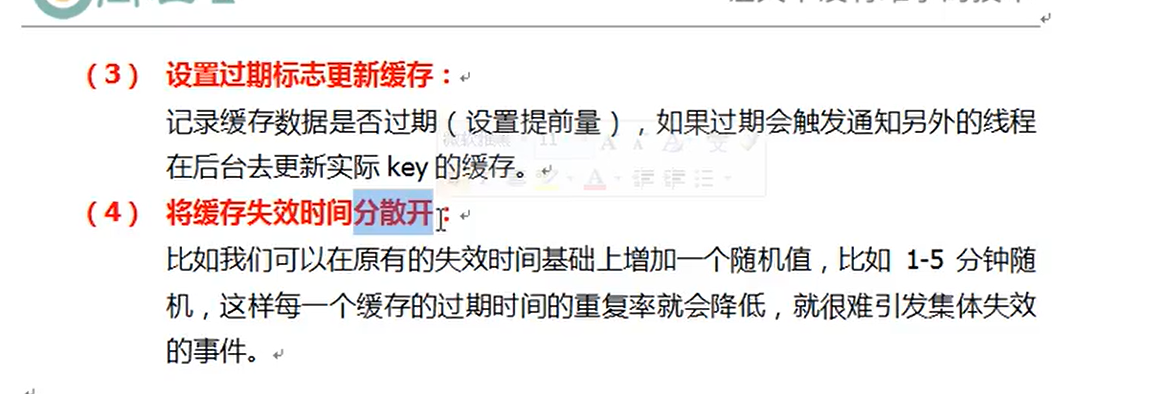 （3） 设置过期标志更新缓存：
记录缓存数据是否过期（设置提前量），如果过期会触发通知另外的线程
在后台去更新实际 key 的缓存。
（4） 将缓存失效时间分散开：
比如我们可以在原有的失效时间基础上增加一个随机值，比如 1-5 分钟随
机，这样每一个缓存的过期时间的重复率就会降低，就很难引发集体失效
的事件。